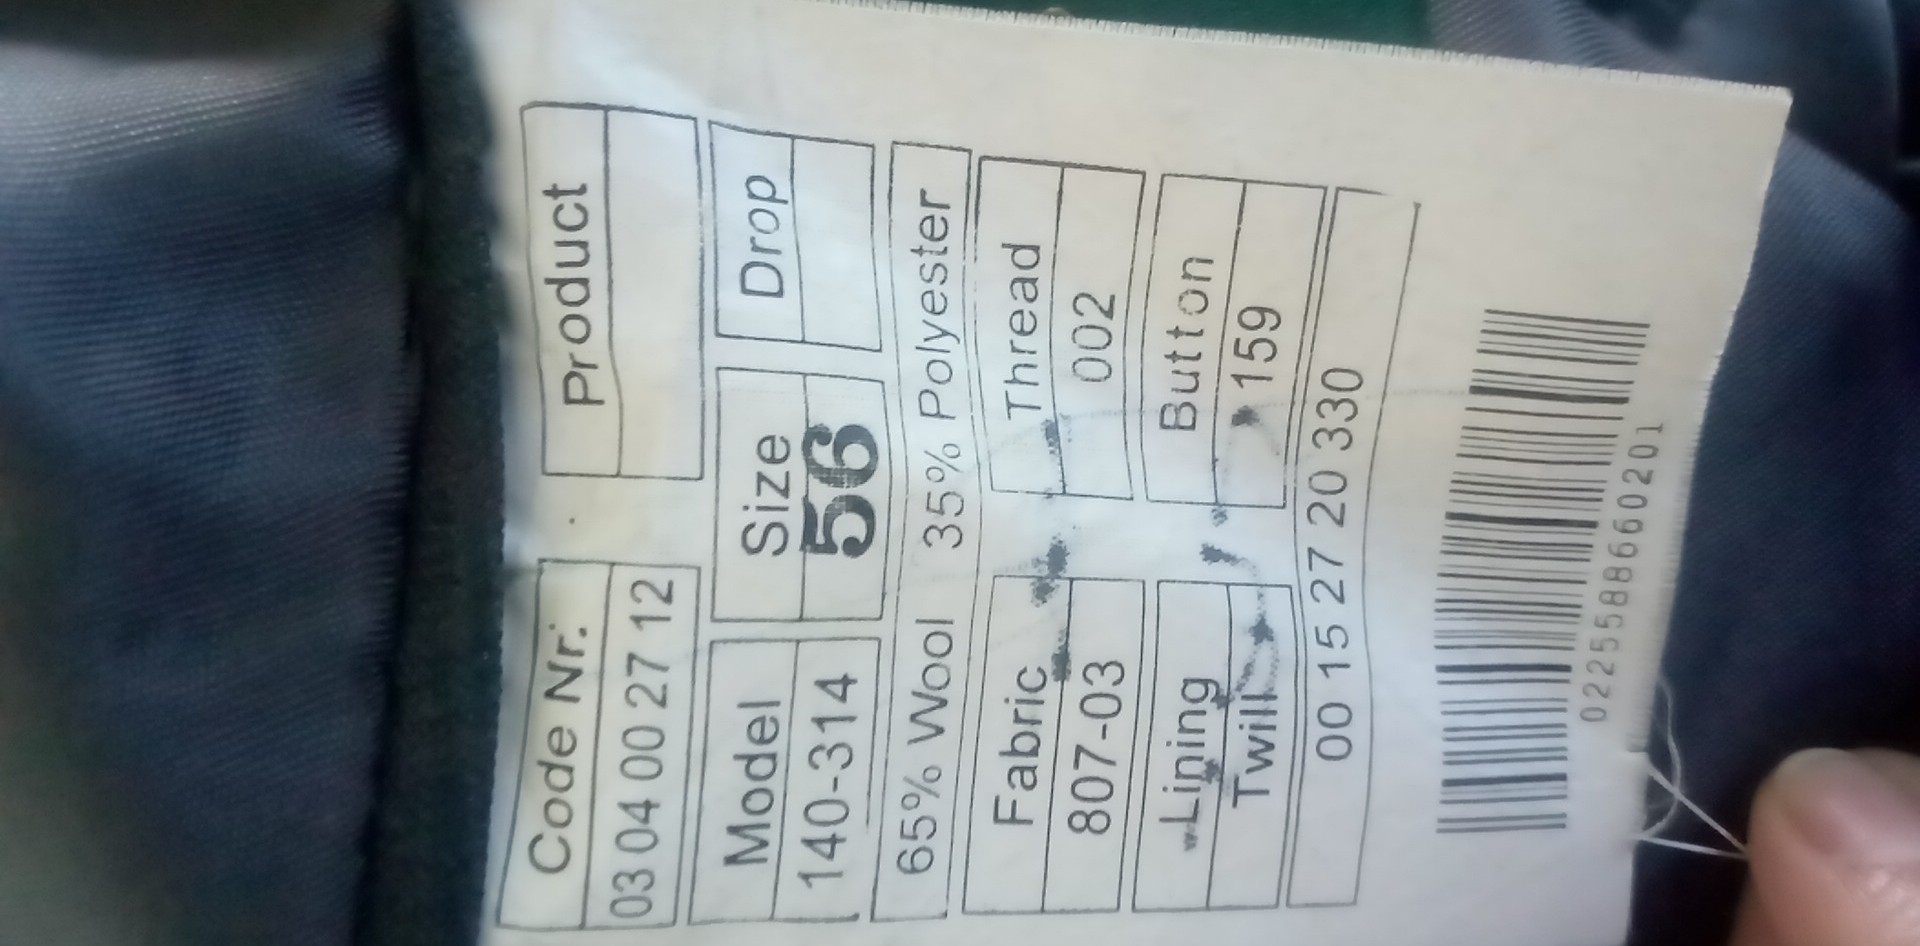 Code Nr.: Product
03 04 00 27 12
Model Size Drop
140-314 56
65% Wool 35% Polyester
Fabric Thread
807-03 002
Lining Button
Twill 159
00 15 27 20 330
0225588660201